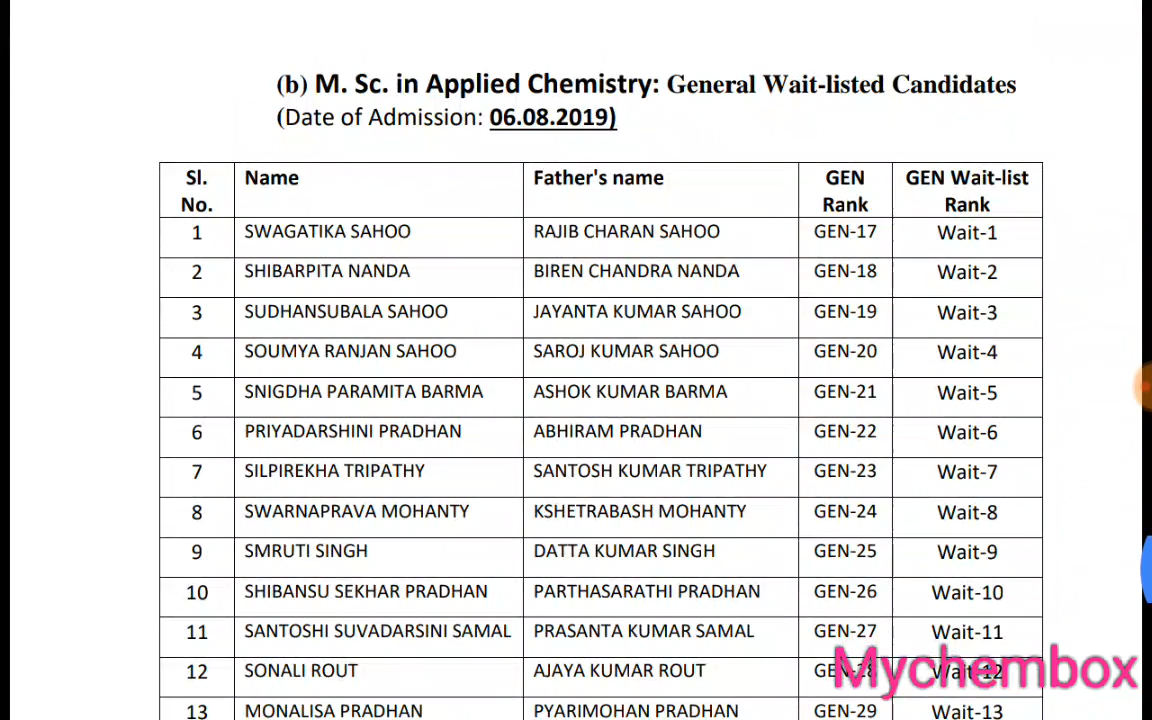 (b) M. Sc. in Applied Chemistry: General Wait-listed Candidates
(Date of Admission: 06.08.2019)
Sl. No. Name Father's name GEN Rank GEN Wait-list Rank
1 SWAGATIKA SAHOO RAJIB CHARAN SAHOO GEN-17 Wait-1
2 SHIBARPITA NANDA BIREN CHANDRA NANDA GEN-18 Wait-2
3 SUDHANSUBALA SAHOO JAYANTA KUMAR SAHOO GEN-19 Wait-3
4 SOUMYA RANJAN SAHOO SAROJ KUMAR SAHOO GEN-20 Wait-4
5 SNIGDHA PARAMITA BARMA ASHOK KUMAR BARMA GEN-21 Wait-5
6 PRIYADARSHINI PRADHAN ABHIRAM PRADHAN GEN-22 Wait-6
7 SILPIREKHA TRIPATHY SANTOSH KUMAR TRIPATHY GEN-23 Wait-7
8 SWARNAPRAVA MOHANTY KSHETRABASH MOHANTY GEN-24 Wait-8
9 SMRUTI SINGH DATTA KUMAR SINGH GEN-25 Wait-9
10 SHIBANSU SEKHAR PRADHAN PARTHASARATHI PRADHAN GEN-26 Wait-10
11 SANTOSHI SUVADARSINI SAMAL PRASANTA KUMAR SAMAL GEN-27 Wait-11
12 SONALI ROUT AJAYA KUMAR ROUT GEN-28 Wait-12
13 MONALISA PRADHAN PYARIMOHAN PRADHAN GEN-29 Wait-13
Mychembox